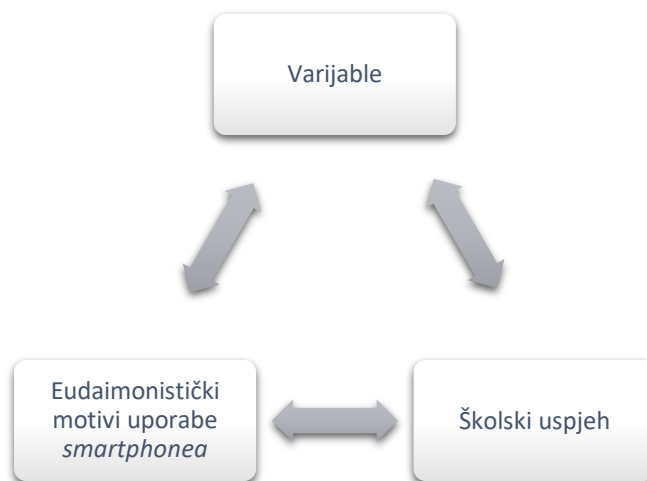 Varijable
Eudaimonistički
motivi uporabe
smartphonea
Školski uspjeh